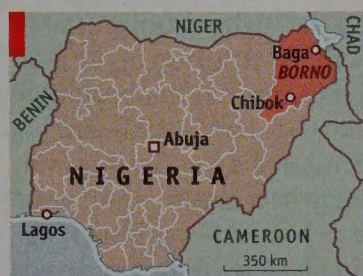 NIGER
CHAD
Baga
BORNO
BENIN
Chibok
Abuja
NIGERIA
Lagos
CAMEROON
350 km